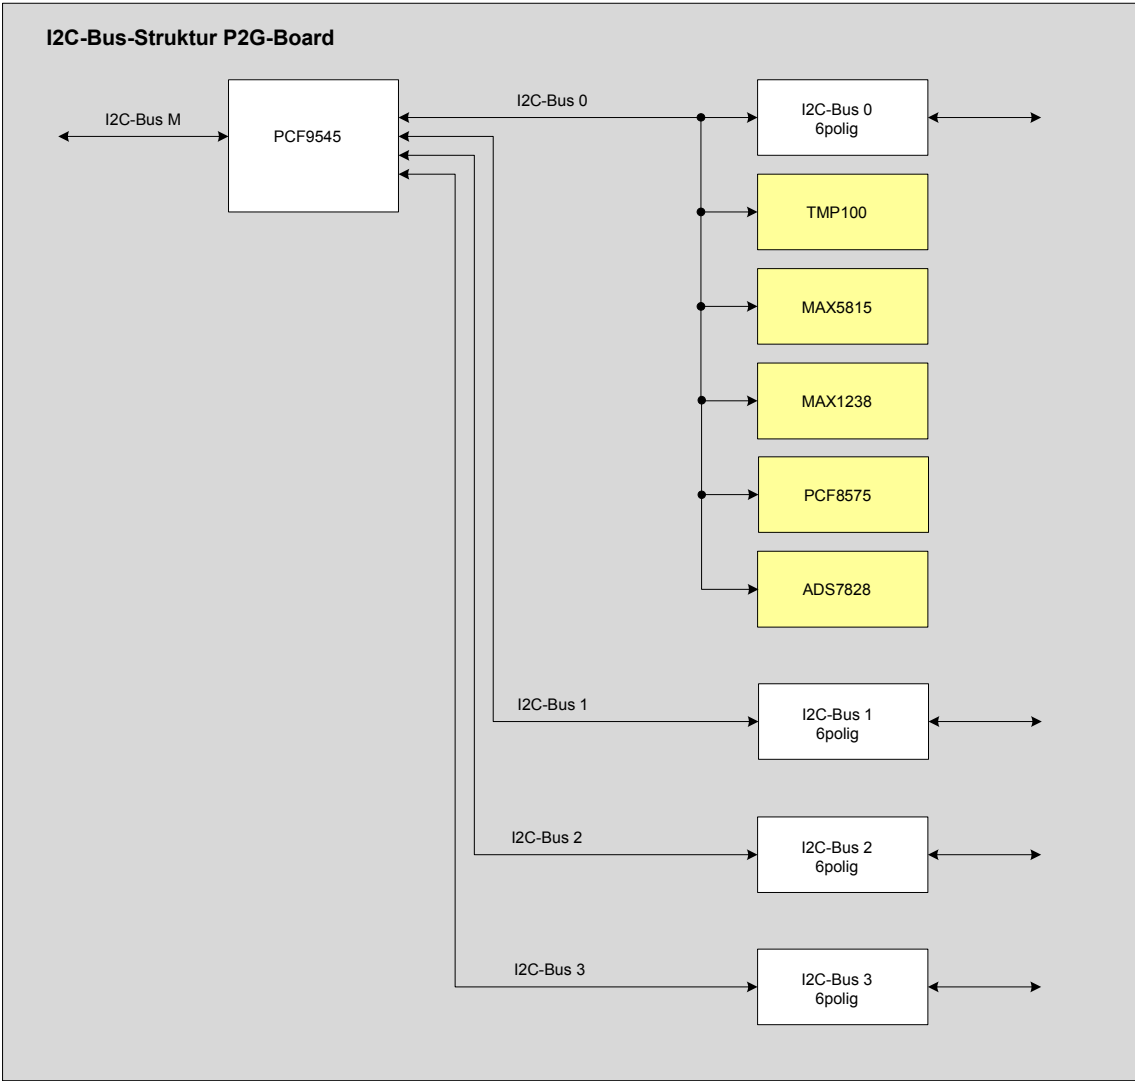 I2C-Bus-Struktur P2G-Board
I2C-Bus M
PCF9545
I2C-Bus 0
I2C-Bus 0
6polig
TMP100
MAX5815
MAX1238
PCF8575
ADS7828
I2C-Bus 1
I2C-Bus 1
6polig
I2C-Bus 2
I2C-Bus 2
6polig
I2C-Bus 3
I2C-Bus 3
6polig